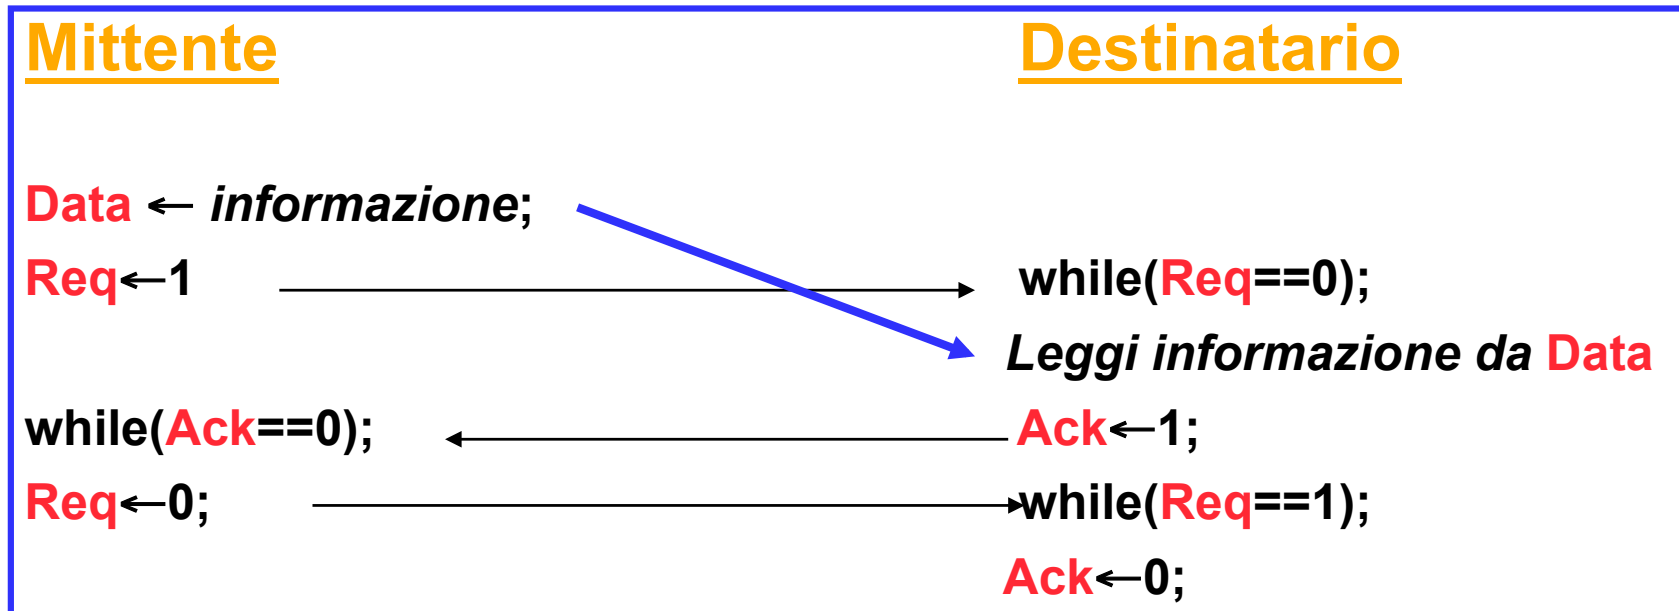 Mittente Destinatario
Data ← informazione;
Req←1 while(Req==0);
Leggi informazione da Data
while(Ack==0); Ack←1;
Req←0; while(Req==1);
Ack←0;